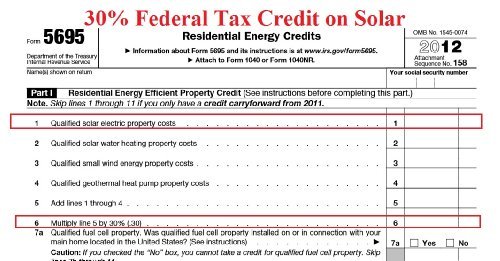 30% Federal Tax Credit on Solar
Form 5695
Department of the Treasury
Internal Revenue Service
Residential Energy Credits
▶ Information about Form 5695 and its instructions is at www.irs.gov/form5695.
▶ Attach to Form 1040 or Form 1040NR.
OMB No. 1545-0074
2012
Attachment
Sequence No. 158
Name(s) shown on return
Your social security number
Part I Residential Energy Efficient Property Credit (See instructions before completing this part.)
Note. Skip lines 1 through 11 if you only have a credit carryforward from 2011.
1 Qualified solar electric property costs . . . . . . . . . . . . . . . . . . . . 1
2 Qualified solar water heating property costs . . . . . . . . . . . . . . . . . . 2
3 Qualified small wind energy property costs . . . . . . . . . . . . . . . . . . 3
4 Qualified geothermal heat pump property costs . . . . . . . . . . . . . . . . . 4
5 Add lines 1 through 4 . . . . . . . . . . . . . . . . . . . . . . . . . 5
6 Multiply line 5 by 30% (.30) . . . . . . . . . . . . . . . . . . . . . . . 6
7a Qualified fuel cell property. Was qualified fuel cell property installed on or in connection with your
main home located in the United States? (See instructions) . . . . . . . . . . . . ▶ 7a Yes No
Caution: If you checked the "No" box, you cannot take a credit for qualified fuel cell property. Skip